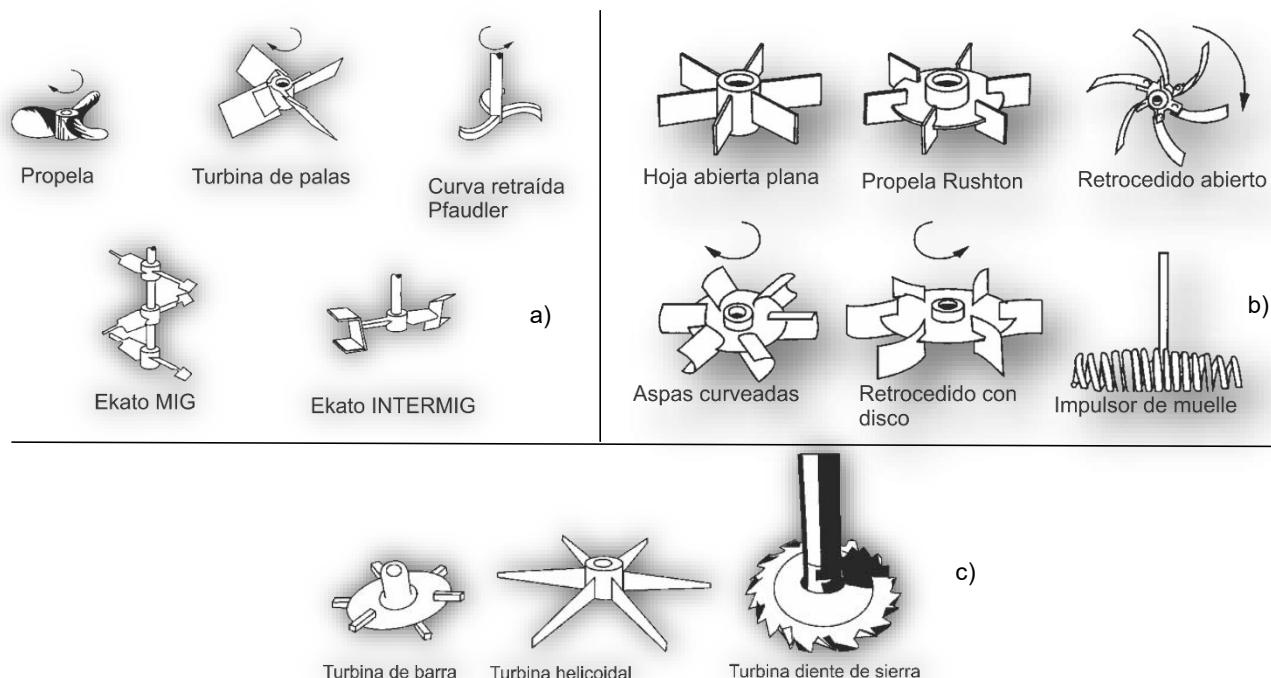 Propela
Turbina de palas
Curva retraída
Pfaudler
Ekato MIG
Ekato INTERMIG
a)
Hoja abierta plana
Propela Rushton
Retrocedido abierto
Aspas curveadas
Retrocedido con
disco
Impulsor de muelle
b)
Turbina de barra
Turbina helicoidal
Turbina diente de sierra
c)